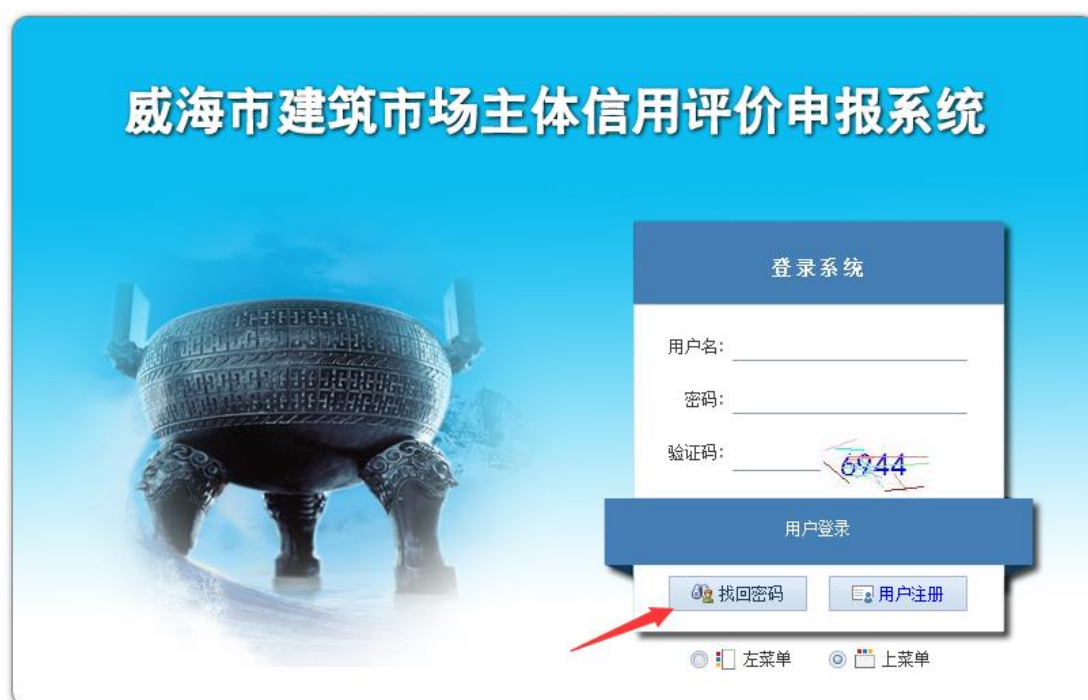 威海市建筑市场主体信用评价申报系统
登录系统
用户名：
密码：
验证码： 6944
用户登录
找回密码 用户注册
左菜单 上菜单